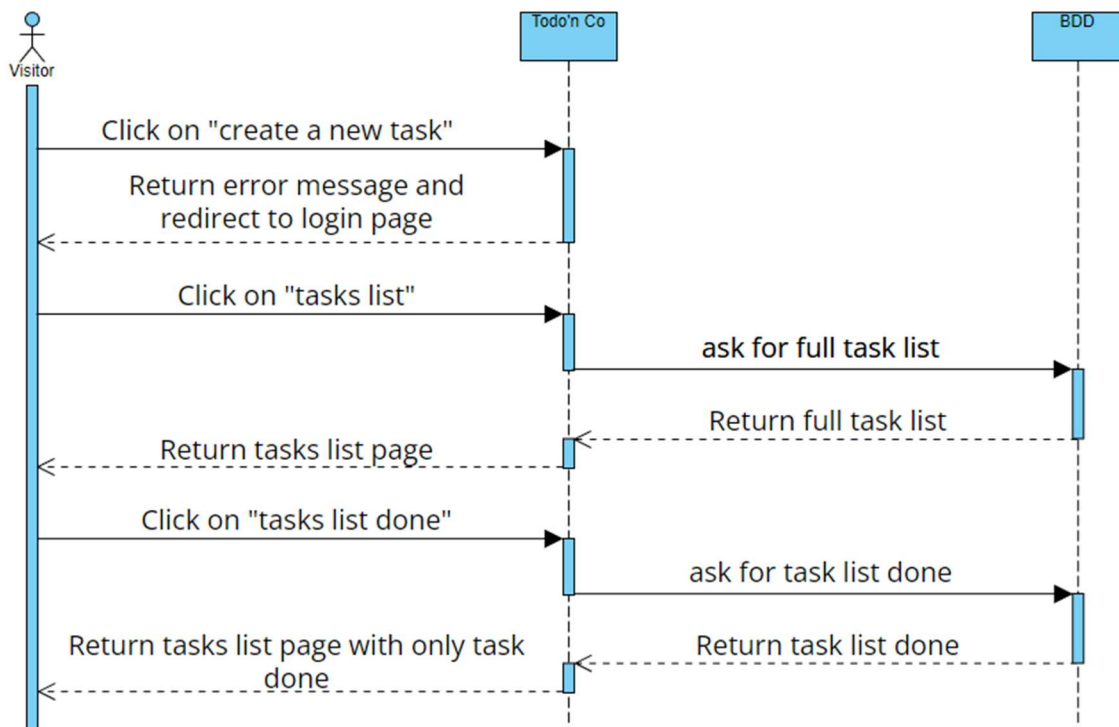 Todo'n Co
BDD
Visitor
Click on "create a new task"
Return error message and
redirect to login page
Click on "tasks list"
ask for full task list
Return full task list
Return tasks list page
Click on "tasks list done"
ask for task list done
Return task list done
Return tasks list page with only task
done